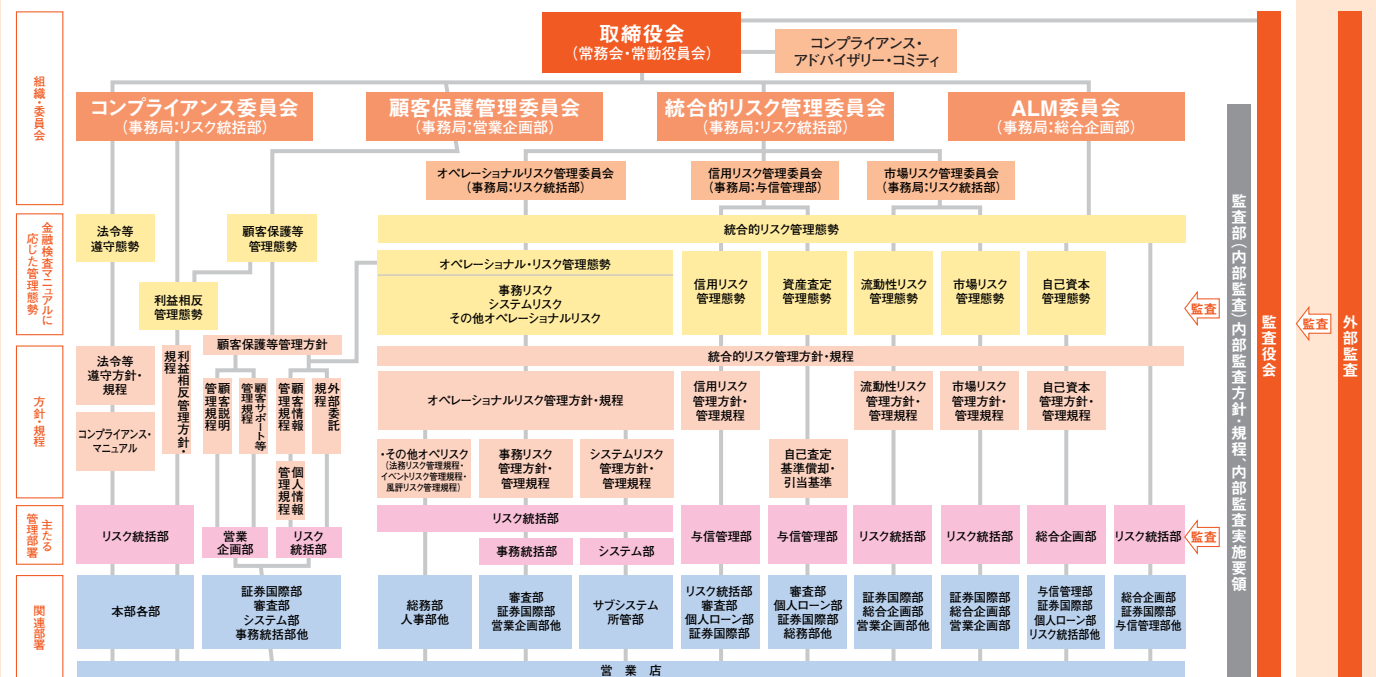 取締役会
(常務会・常勤役員会)
コンプライアンス・
アドバイザリー・コミティ
組織・委員会
コンプライアンス委員会
(事務局:リスク統括部)
顧客保護管理委員会
(事務局:営業企画部)
統合的リスク管理委員会
(事務局:リスク統括部)
ALM委員会
(事務局:総合企画部)
オペレーショナルリスク管理委員会
(事務局:リスク統括部)
信用リスク管理委員会
(事務局:与信管理部)
市場リスク管理委員会
(事務局:リスク統括部)
金融検査マニュアルに
応じた管理態勢
法令等
遵守態勢
顧客保護等
管理態勢
利益相反
管理態勢
統合的リスク管理態勢
オペレーショナル・リスク管理態勢
事務リスク
システムリスク
その他オペレーショナルリスク
信用リスク
管理態勢
資産査定
管理態勢
流動性リスク
管理態勢
市場リスク
管理態勢
自己資本
管理態勢
方針・規程
法令等
遵守方針・
規程
コンプライアンス・
マニュアル
利益相反管理方針・
規程
顧客保護等管理方針
顧客説明
管理規程
顧客サポート等
管理規程
顧客情報
管理規程
外部委託
規程
個人情報
管理規程
統合的リスク管理方針・規程
オペレーショナルリスク管理方針・規程
・その他オペリスク
(法務リスク管理規程・
イベントリスク管理規程・
風評リスク管理規程)
事務リスク
管理方針・
管理規程
システムリスク
管理方針・
管理規程
信用リスク
管理方針・
管理規程
自己査定
基準償却・
引当基準
流動性リスク
管理方針・
管理規程
市場リスク
管理方針・
管理規程
自己資本
管理方針・
管理規程
主たる
管理部署
リスク統括部
営業
企画部
リスク
統括部
リスク統括部
事務統括部
システム部
与信管理部
与信管理部
リスク統括部
リスク統括部
総合企画部
リスク統括部
関連部署
本部各部
証券国際部
審査部
システム部
事務統括部他
総務部
人事部他
審査部
証券国際部
営業企画部他
サブシステム
所管部
リスク統括部
審査部
個人ローン部
証券国際部
審査部
個人ローン部
証券国際部
総務部他
証券国際部
総合企画部
営業企画部他
証券国際部
総合企画部
営業企画部
与信管理部
証券国際部
個人ローン部
リスク統括部他
総合企画部
証券国際部
与信管理部他
営業店
監査
監査
監査部(内部監査)内部監査方針・規程、内部監査実施要領
監査役会
監査
外部監査